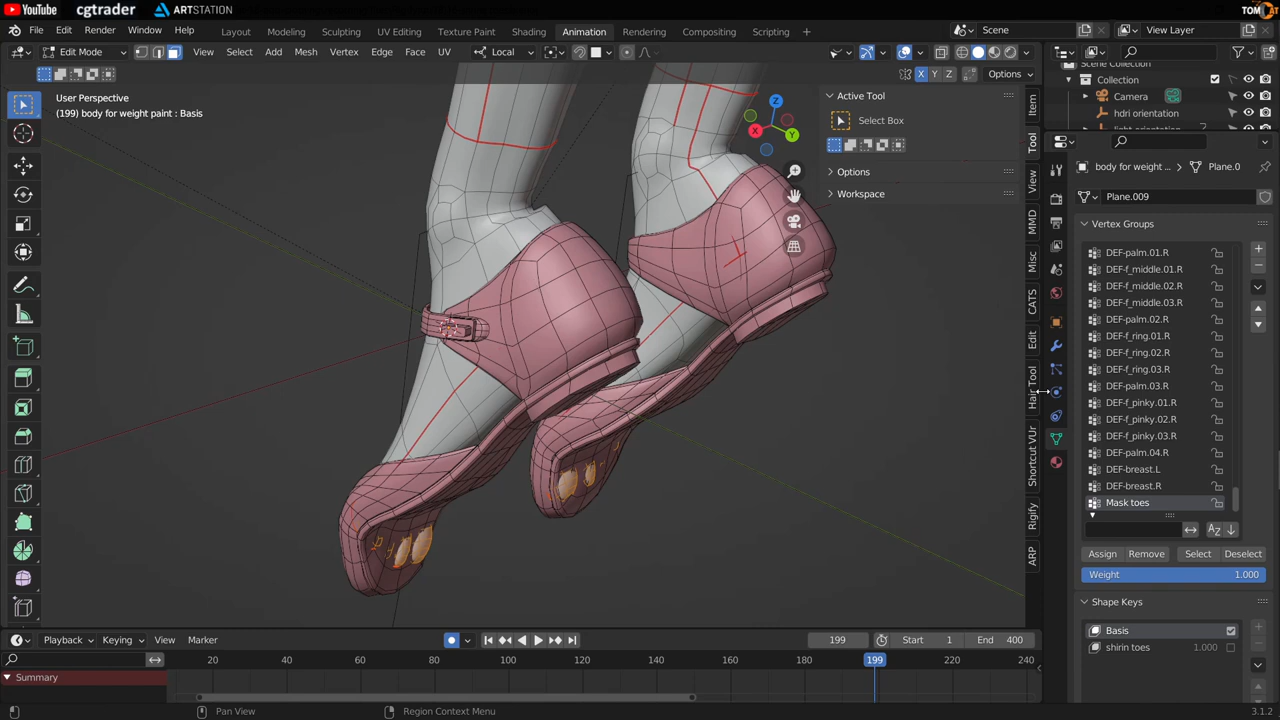 YouTube cgtrader ARTSTATION TOMCAT
File Edit Render Window Help Layout Modeling Sculpting UV Editing Texture Paint Shading Animation Rendering Compositing Scripting + Scene View Layer
Edit Mode View Select Add Mesh Vertex Edge Face UV Local
X Y Z Options
User Perspective
(199) body for weight paint : Basis
Z
Y
X
Active Tool
Select Box
Options
Workspace
Item
Tool
View
MMD
Misc
CATS
Edit
Hair Tool
Shortcut VUr
Rigify
ARP
Scene Collection
Collection
Camera
hdri orientation
light orientation
body for weight ... Plane.0
Plane.009
Vertex Groups
DEF-palm.01.R
DEF-f_middle.01.R
DEF-f_middle.02.R
DEF-f_middle.03.R
DEF-palm.02.R
DEF-f_ring.01.R
DEF-f_ring.02.R
DEF-f_ring.03.R
DEF-palm.03.R
DEF-f_pinky.01.R
DEF-f_pinky.02.R
DEF-f_pinky.03.R
DEF-palm.04.R
DEF-breast.L
DEF-breast.R
Mask toes
Assign Remove Select Deselect
Weight 1.000
Shape Keys
Basis
shirin toes 1.000
Playback Keying View Marker 199 Start 1 End 400
20 40 60 80 100 120 140 160 180 199 220 240
Summary
Select Pan View Region Context Menu 3.1.2